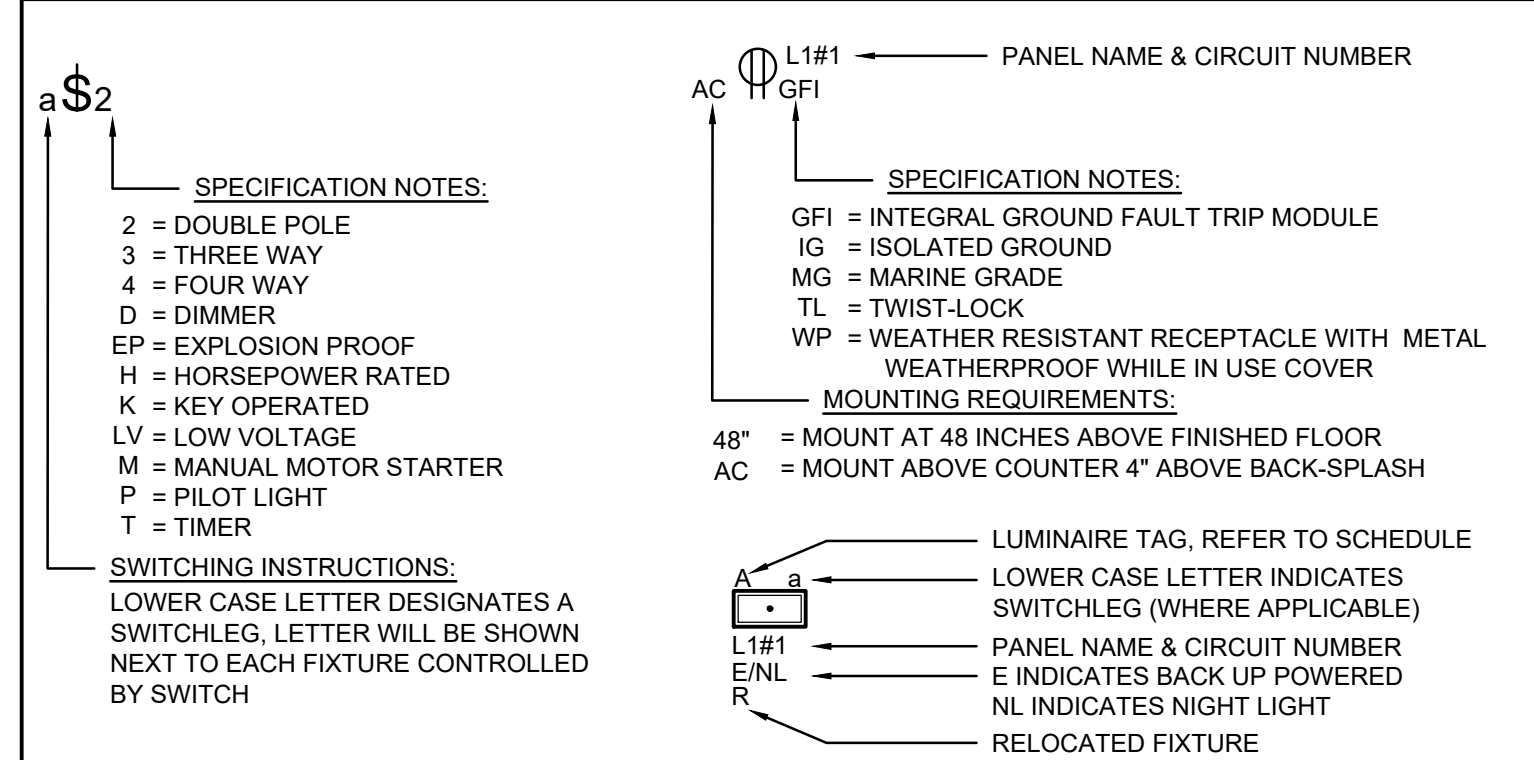 a$2
SPECIFICATION NOTES:
2 = DOUBLE POLE
3 = THREE WAY
4 = FOUR WAY
D = DIMMER
EP = EXPLOSION PROOF
H = HORSEPOWER RATED
K = KEY OPERATED
LV = LOW VOLTAGE
M = MANUAL MOTOR STARTER
P = PILOT LIGHT
T = TIMER
SWITCHING INSTRUCTIONS:
LOWER CASE LETTER DESIGNATES A
SWITCHLEG, LETTER WILL BE SHOWN
NEXT TO EACH FIXTURE CONTROLLED
BY SWITCH
L1#1 PANEL NAME & CIRCUIT NUMBER
AC GFI
SPECIFICATION NOTES:
GFI = INTEGRAL GROUND FAULT TRIP MODULE
IG = ISOLATED GROUND
MG = MARINE GRADE
TL = TWIST-LOCK
WP = WEATHER RESISTANT RECEPTACLE WITH METAL
WEATHERPROOF WHILE IN USE COVER
MOUNTING REQUIREMENTS:
48" = MOUNT AT 48 INCHES ABOVE FINISHED FLOOR
AC = MOUNT ABOVE COUNTER 4" ABOVE BACK-SPLASH
LUMINAIRE TAG, REFER TO SCHEDULE
A a LOWER CASE LETTER INDICATES
SWITCHLEG (WHERE APPLICABLE)
L1#1 PANEL NAME & CIRCUIT NUMBER
E/NL E INDICATES BACK UP POWERED
R NL INDICATES NIGHT LIGHT
RELOCATED FIXTURE